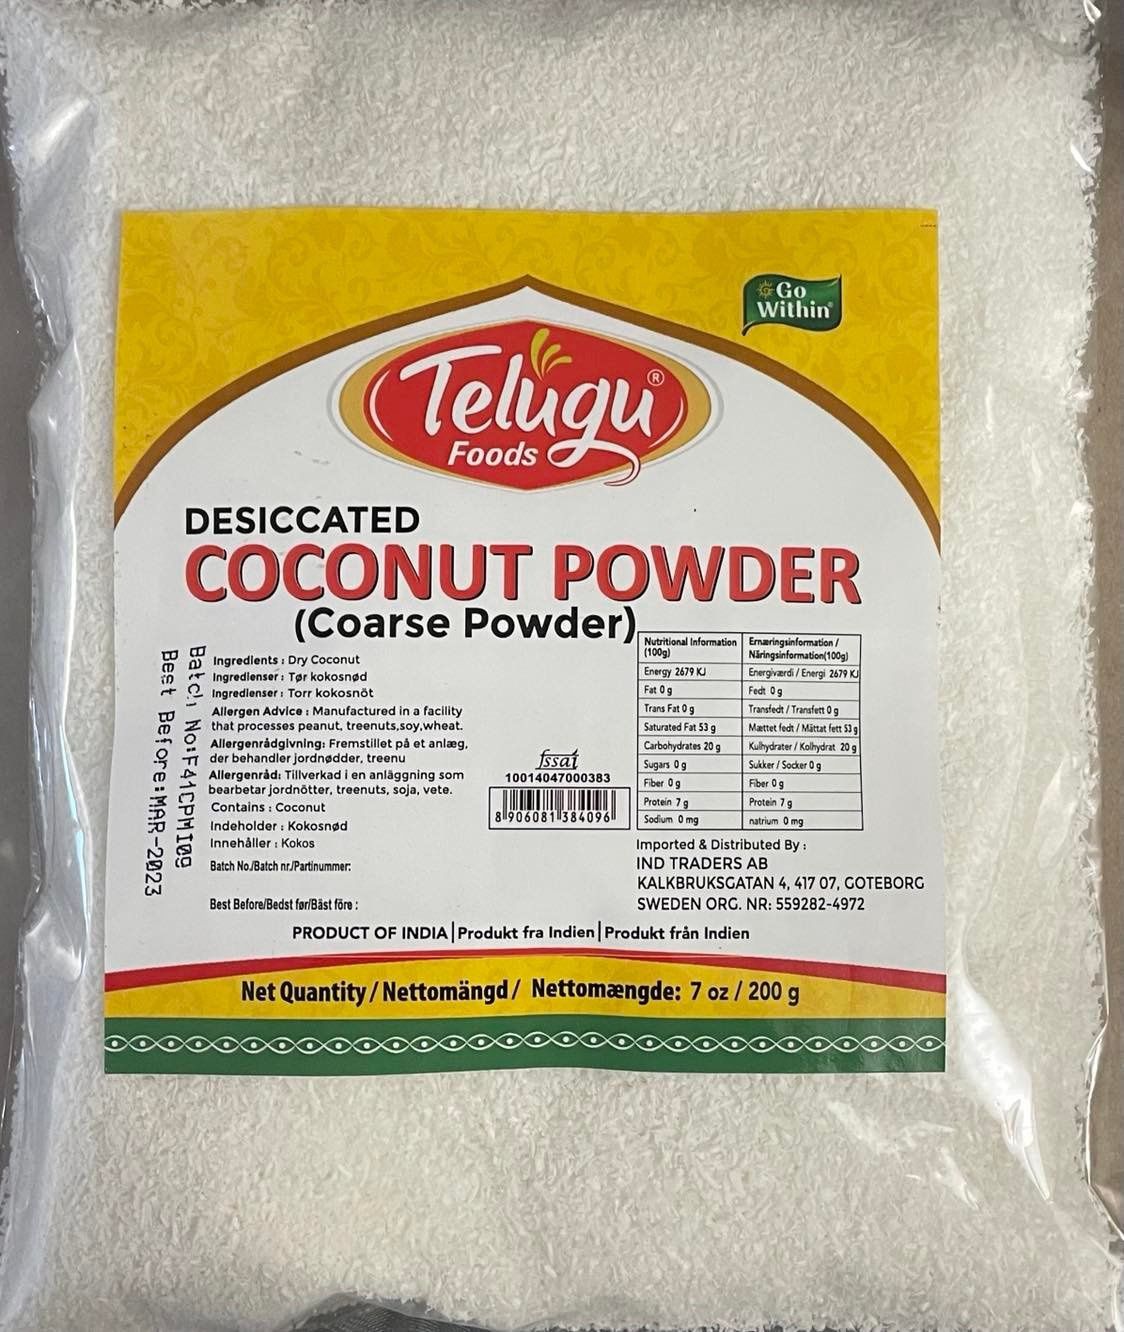 Go
Within®
Telugu®
Foods
DESICCATED
COCONUT POWDER
(Coarse Powder)
Ingredients : Dry Coconut
Ingredienser : Tør kokosnød
Ingredienser : Torr kokosnöt
Allergen Advice : Manufactured in a facility
that processes peanut, treenuts,soy,wheat.
Allergenrådgivning: Fremstillet på et anlæg,
der behandler jordnødder, treenu
Allergenråd: Tillverkad i en anläggning som
bearbetar jordnötter, treenuts, soja, vete.
Contains : Coconut
Indeholder : Kokosnød
Innehåller : Kokos
Batch No./Batch nr./Partinummer:
Best Before/Bedst før/Bäst före :
Batch No:F41CPMI09
Best Before:MAR-2023
fssai
10014047000383
8 906081 384096
Nutritional Information (100g) Ernæringsinformation / Näringsinformation(100g)
Energy 2679 KJ Energiværdi / Energi 2679 KJ
Fat 0 g Fedt 0 g
Trans Fat 0 g Transfedt / Transfett 0 g
Saturated Fat 53 g Mættet fedt / Mättat fett 53 g
Carbohydrates 20 g Kulhydrater / Kolhydrat 20 g
Sugars 0 g Sukker / Socker 0 g
Fiber 0 g Fiber 0 g
Protein 7 g Protein 7 g
Sodium 0 mg natrium 0 mg
Imported & Distributed By :
IND TRADERS AB
KALKBRUKSGATAN 4, 417 07, GOTEBORG
SWEDEN ORG. NR: 559282-4972
PRODUCT OF INDIA|Produkt fra Indien|Produkt från Indien
Net Quantity / Nettomängd / Nettomængde: 7 oz / 200 g